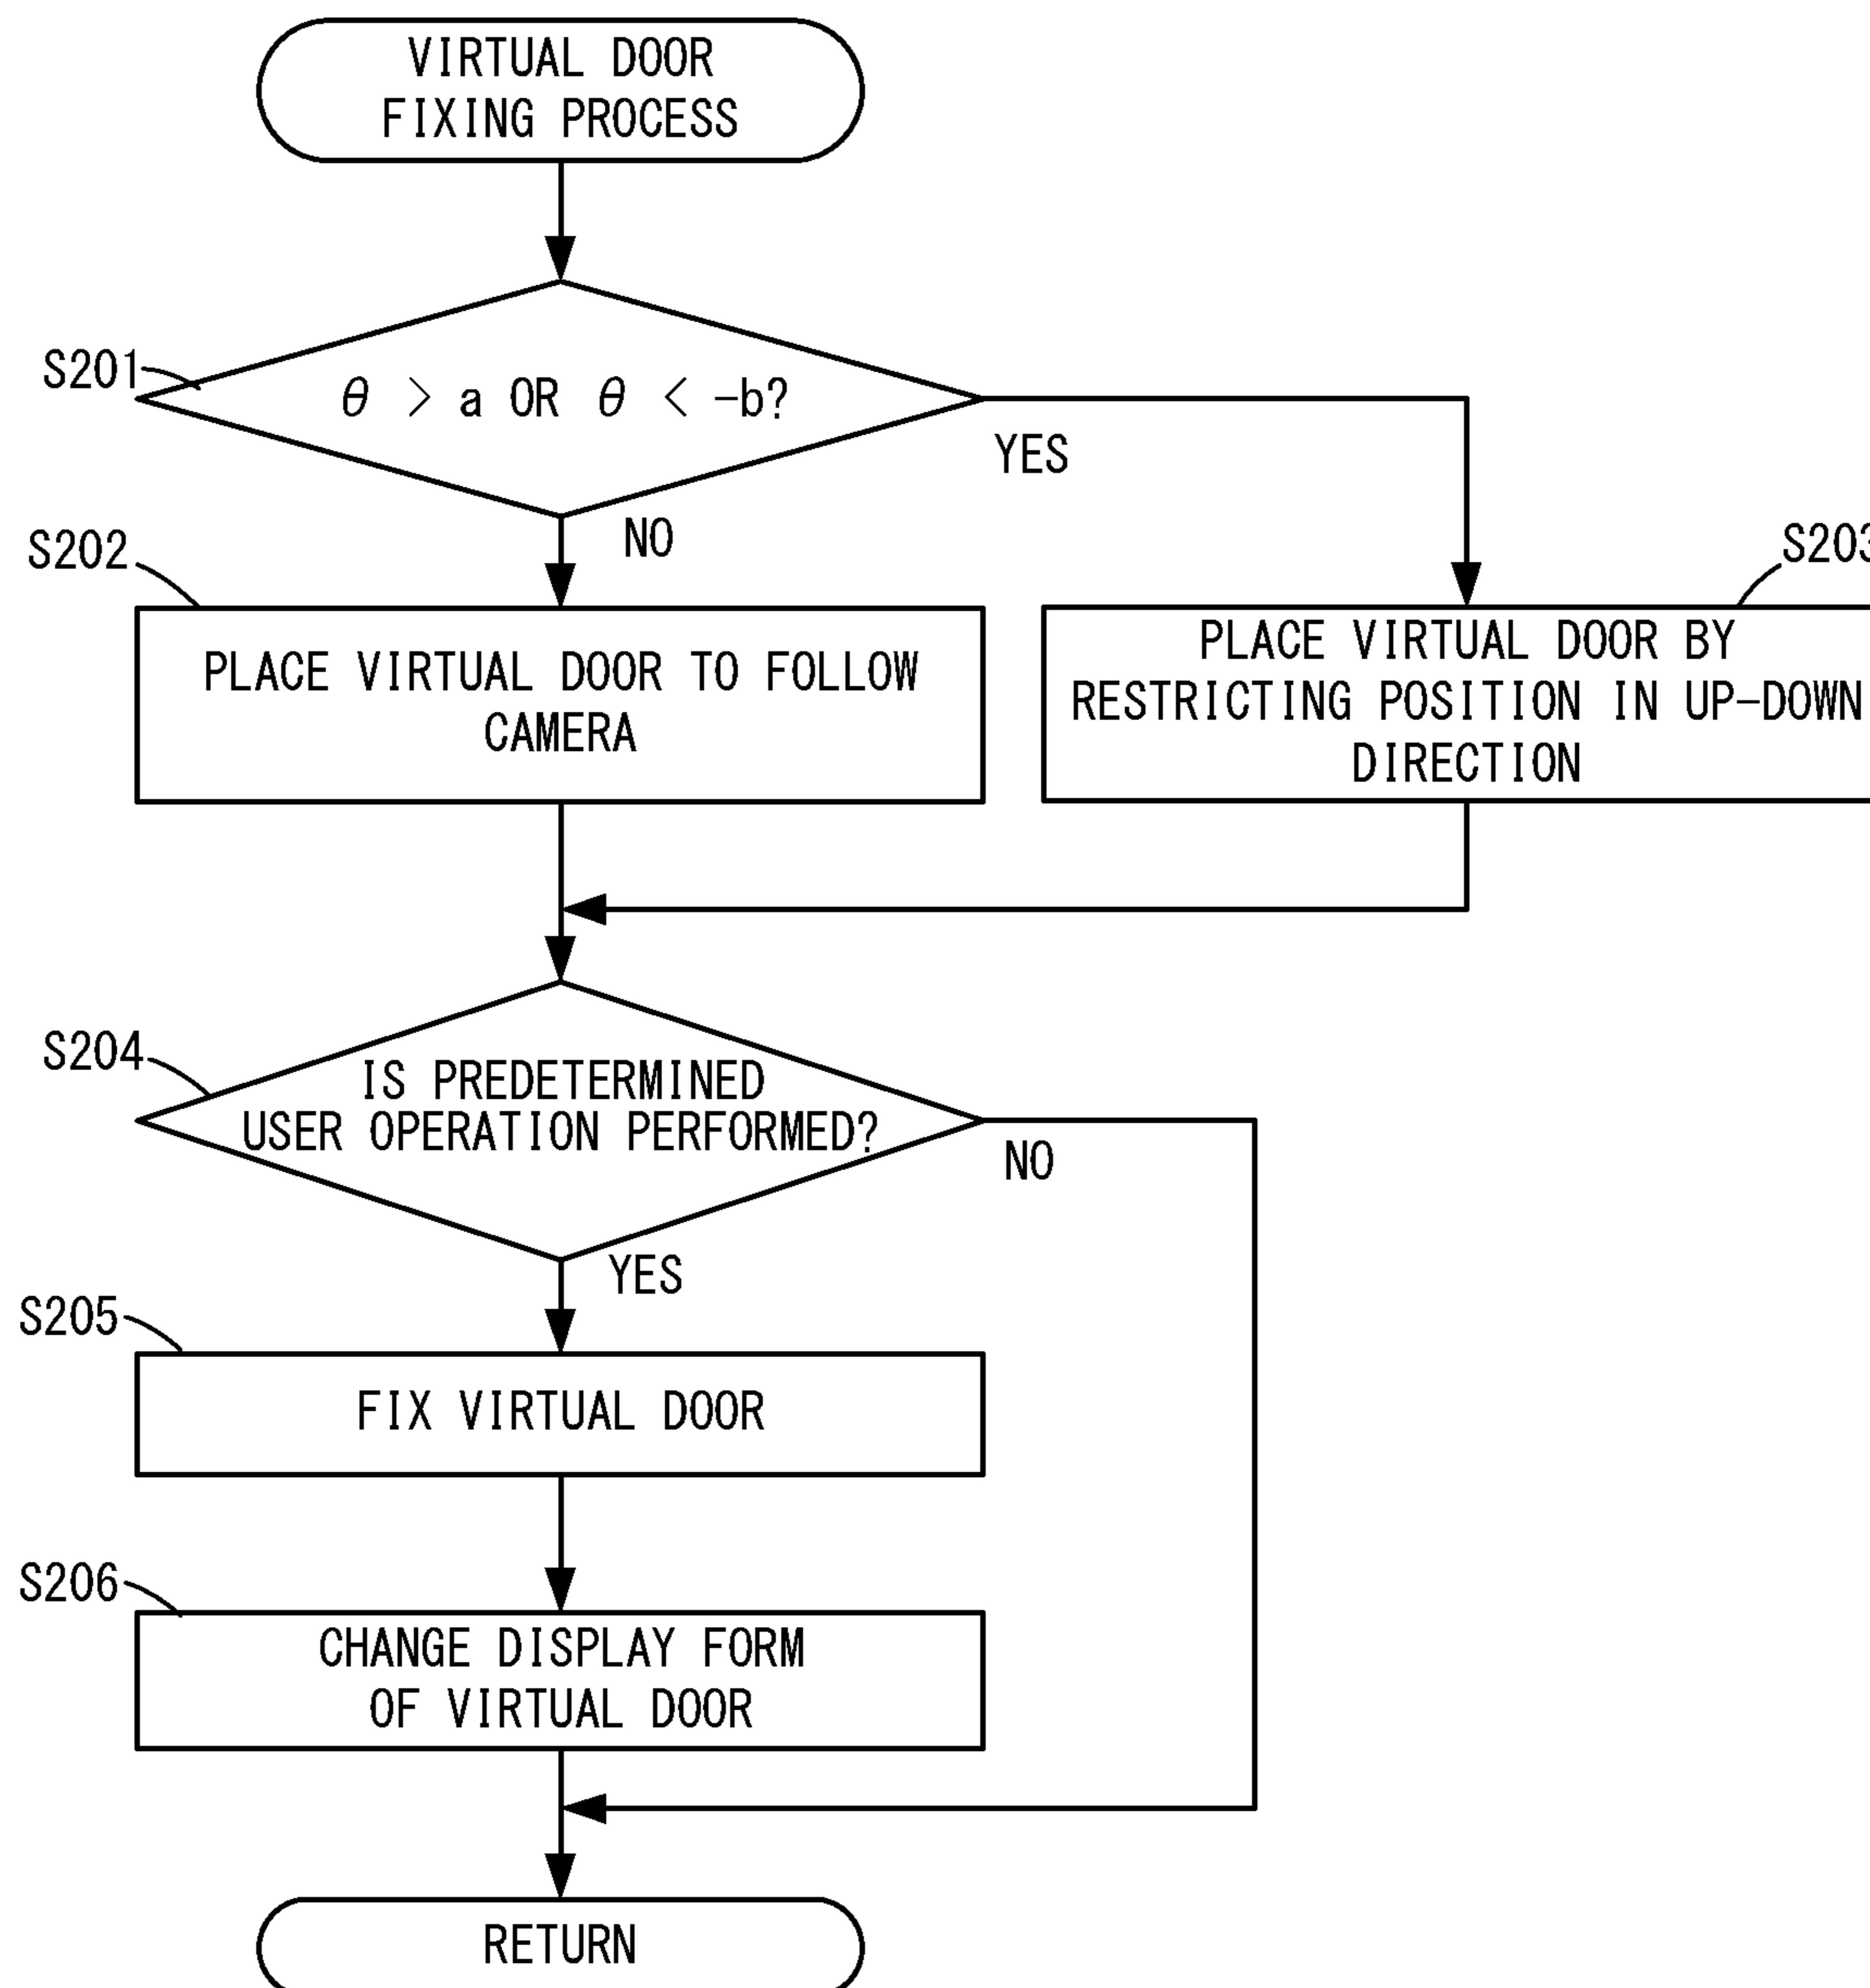 VIRTUAL DOOR
FIXING PROCESS
S201
θ > a OR θ < -b?
YES
NO
S202
S203
PLACE VIRTUAL DOOR TO FOLLOW
CAMERA
PLACE VIRTUAL DOOR BY
RESTRICTING POSITION IN UP-DOWN
DIRECTION
S204
IS PREDETERMINED
USER OPERATION PERFORMED?
NO
YES
S205
FIX VIRTUAL DOOR
S206
CHANGE DISPLAY FORM
OF VIRTUAL DOOR
RETURN